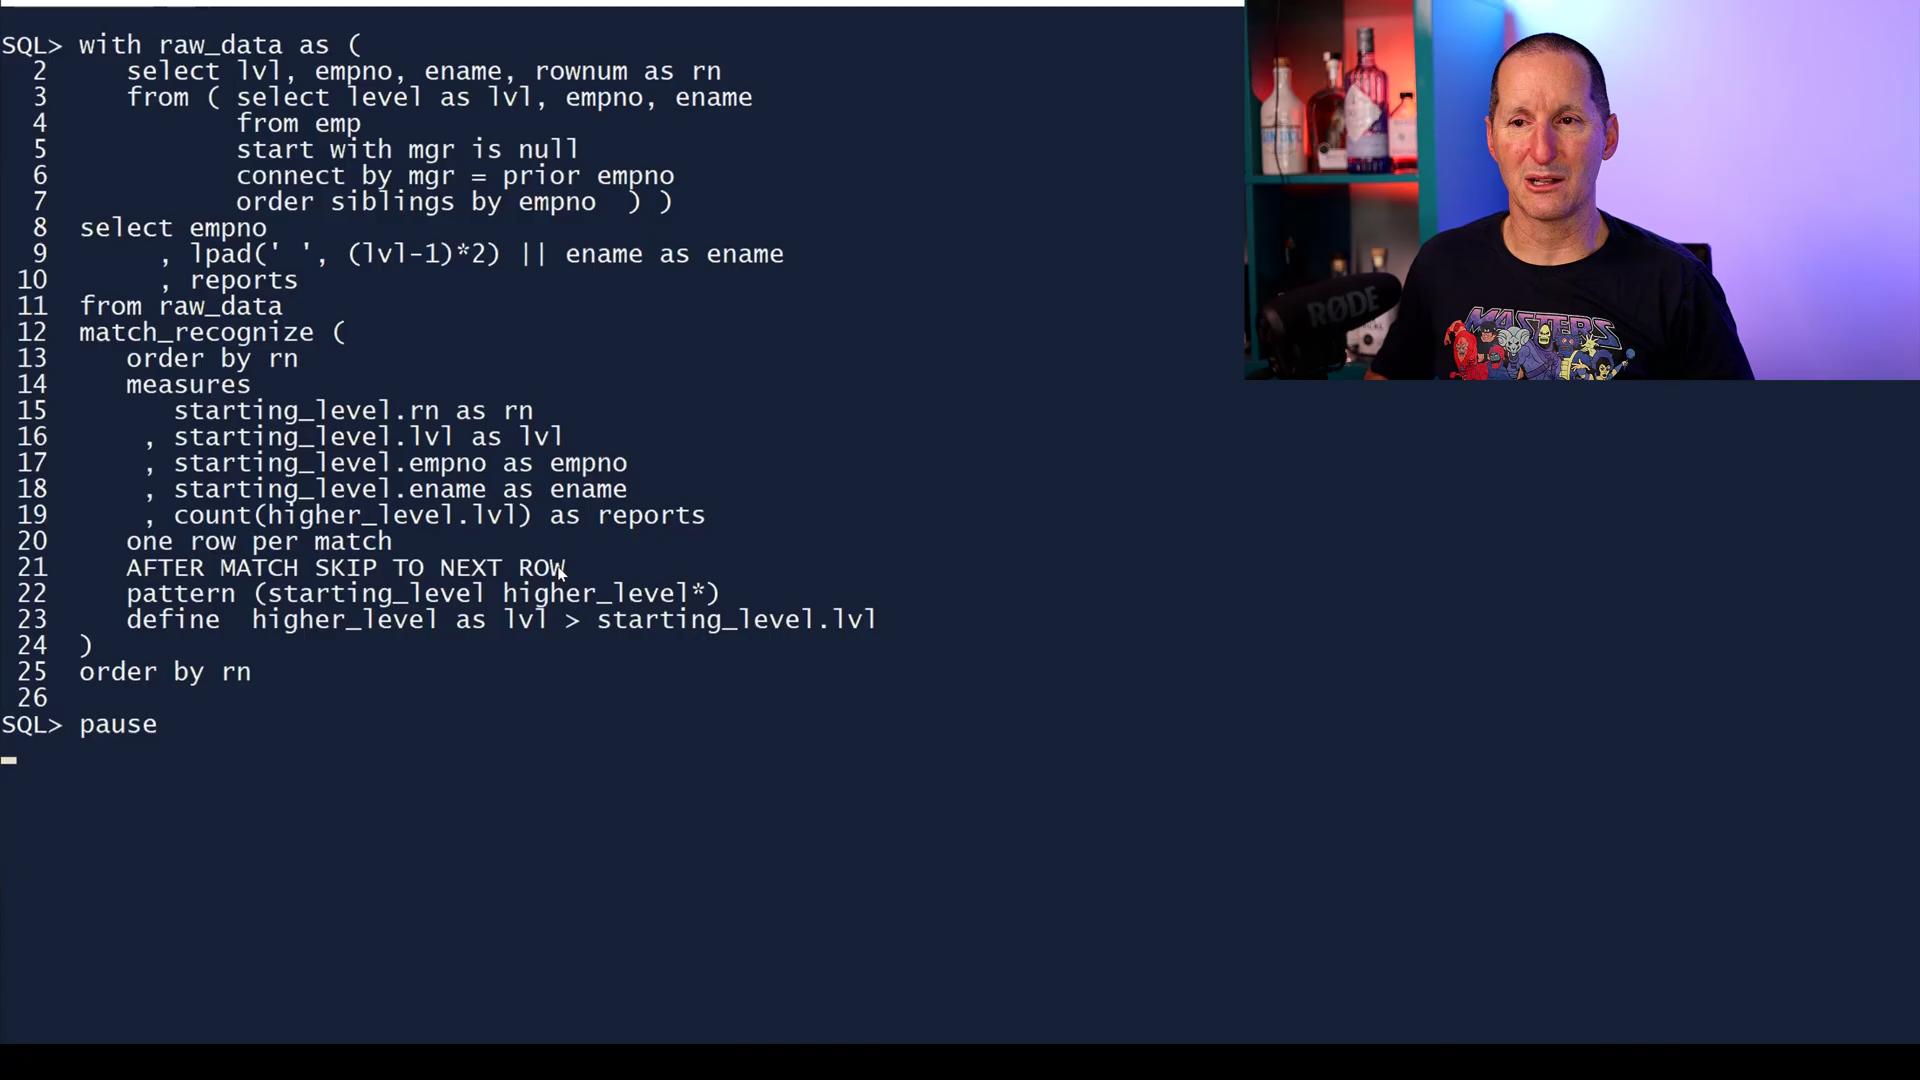 SQL> with raw_data as (
2 select lvl, empno, ename, rownum as rn
3 from ( select level as lvl, empno, ename
4 from emp
5 start with mgr is null
6 connect by mgr = prior empno
7 order siblings by empno ) )
8 select empno
9 , lpad(' ', (lvl-1)*2) || ename as ename
10 , reports
11 from raw_data
12 match_recognize (
13 order by rn
14 measures
15 starting_level.rn as rn
16 , starting_level.lvl as lvl
17 , starting_level.empno as empno
18 , starting_level.ename as ename
19 , count(higher_level.lvl) as reports
20 one row per match
21 AFTER MATCH SKIP TO NEXT ROW
22 pattern (starting_level higher_level*)
23 define higher_level as lvl > starting_level.lvl
24 )
25 order by rn
26
SQL> pause
RØDE
MASTERS